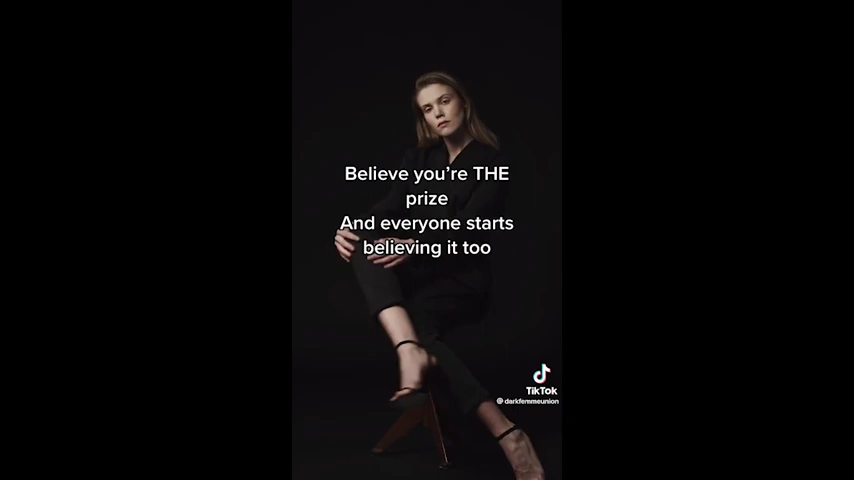 Believe you're THE
prize
And everyone starts
believing it too
TikTok
@darkfemmeunion